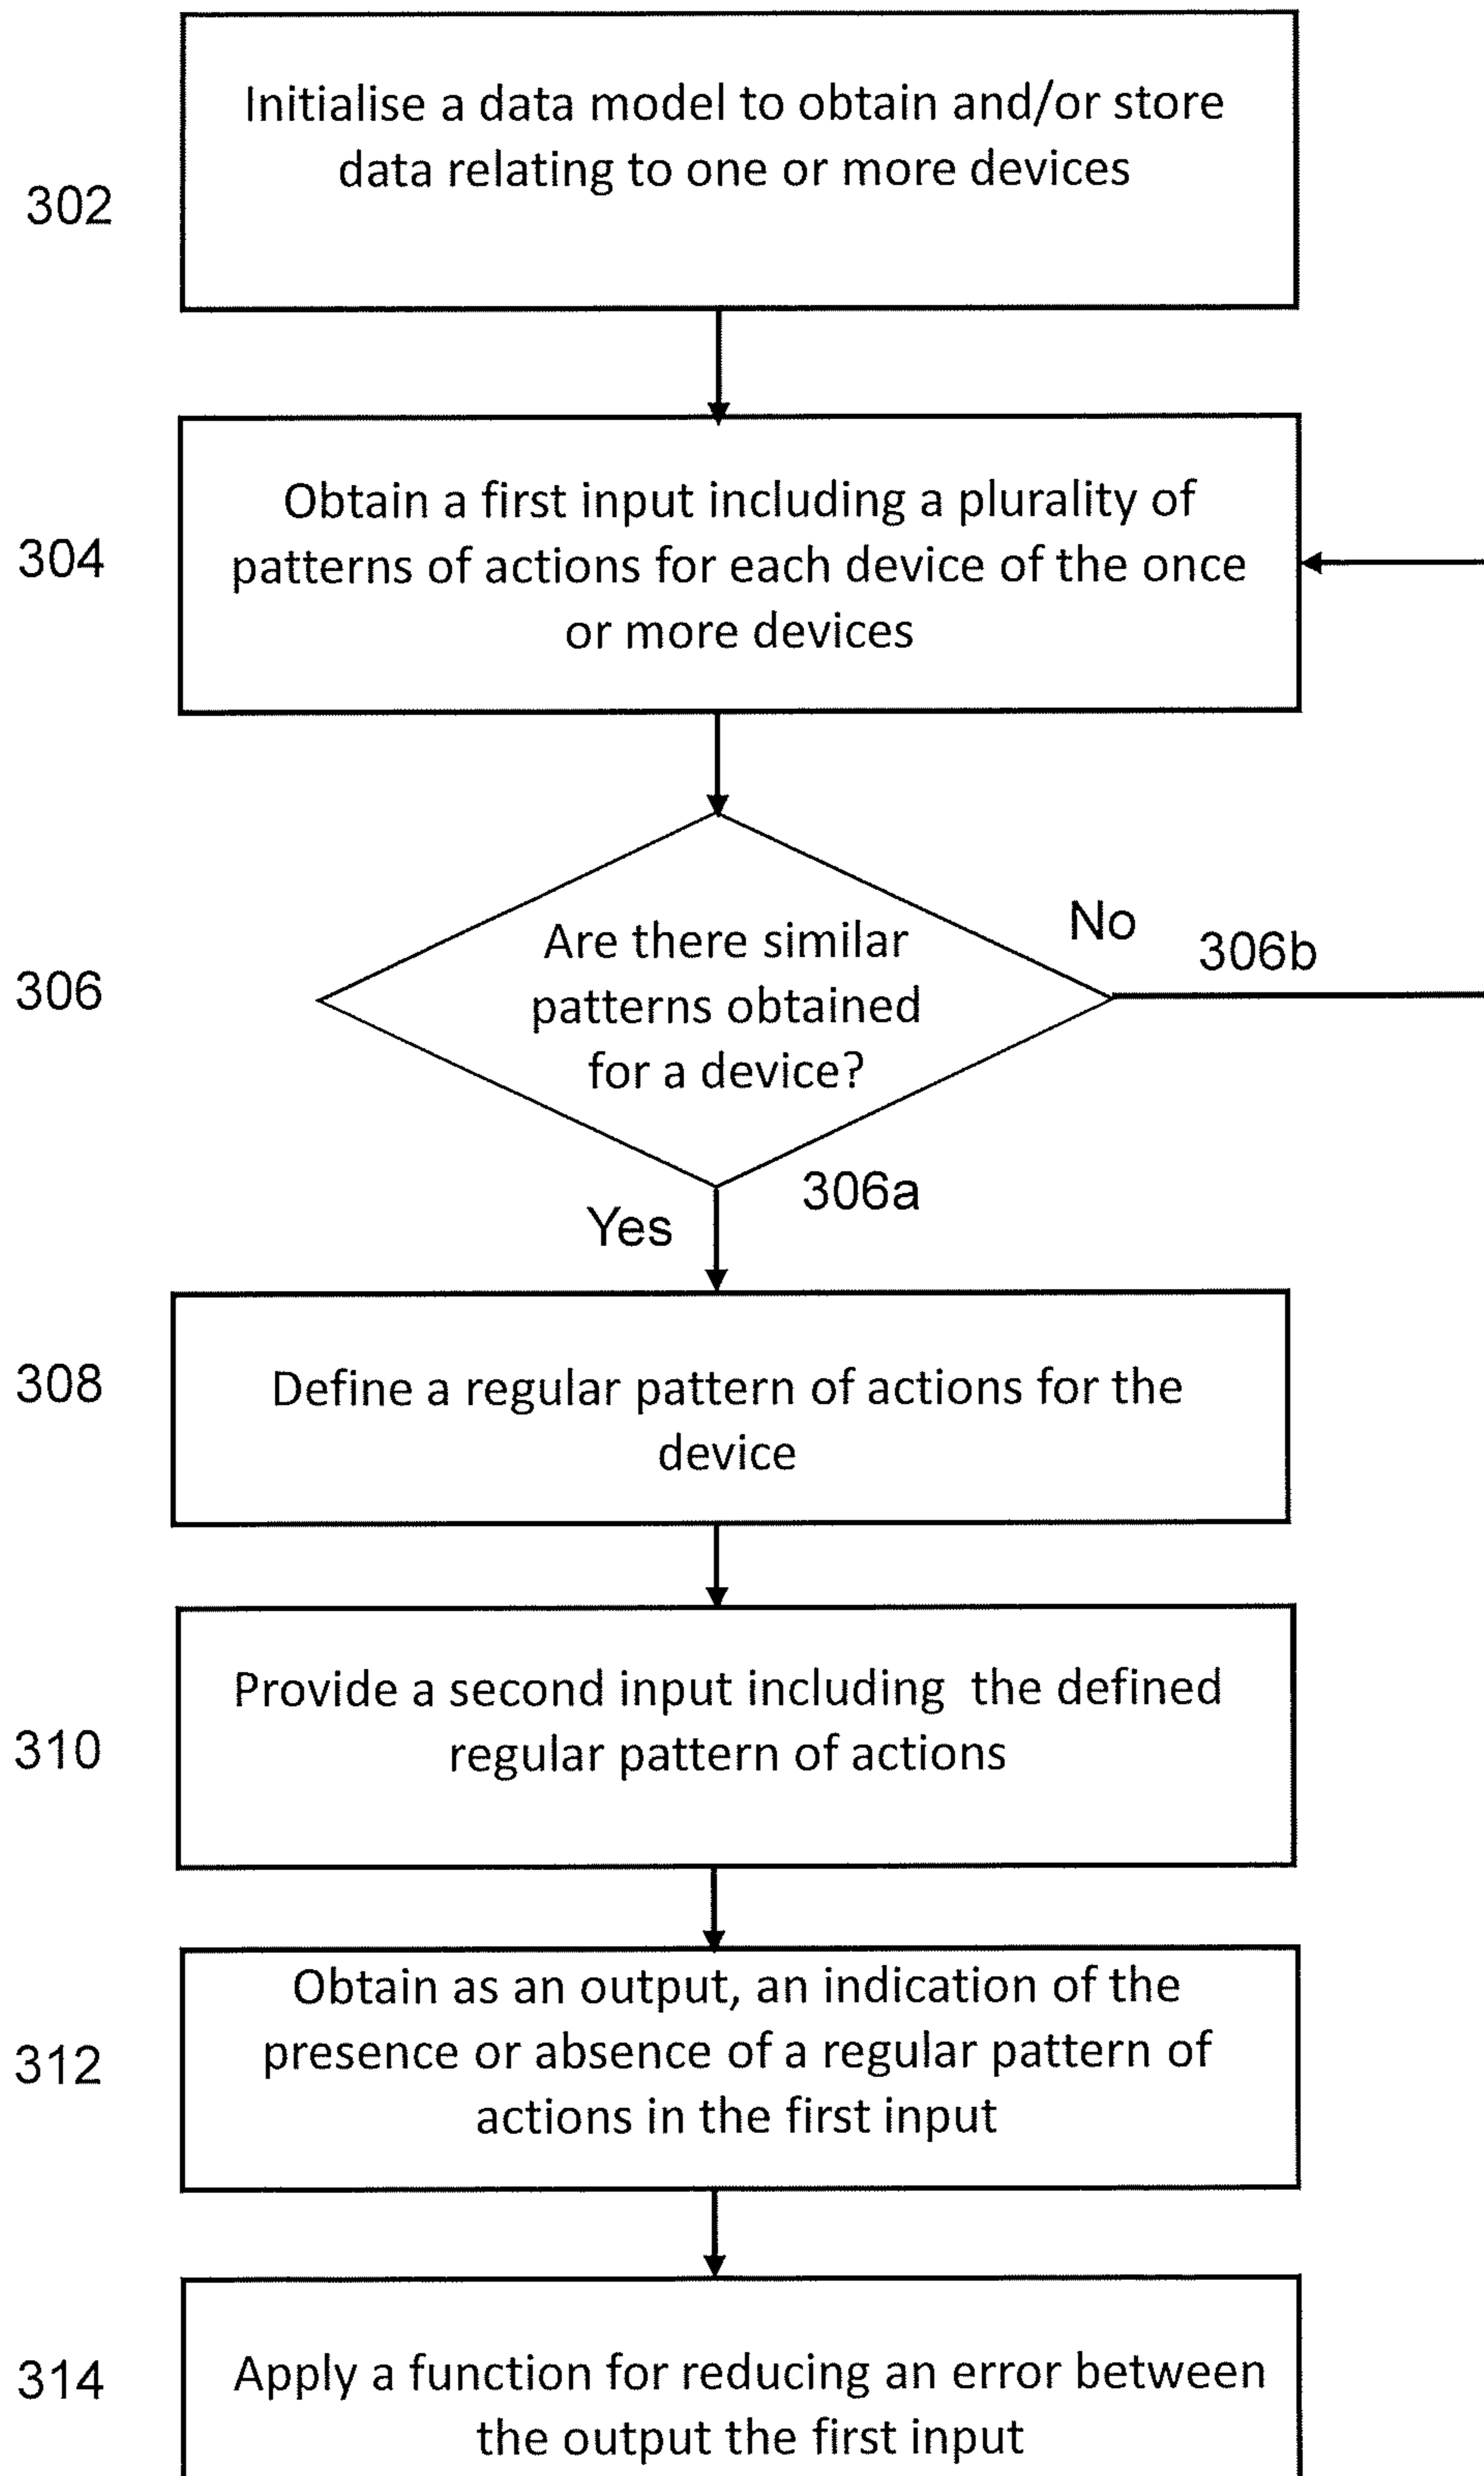 Initialise a data model to obtain and/or store
data relating to one or more devices
302
Obtain a first input including a plurality of
patterns of actions for each device of the once
or more devices
304
Are there similar
patterns obtained
for a device?
306
No
306b
306a
Yes
Define a regular pattern of actions for the
device
308
Provide a second input including the defined
regular pattern of actions
310
Obtain as an output, an indication of the
presence or absence of a regular pattern of
actions in the first input
312
Apply a function for reducing an error between
the output the first input
314